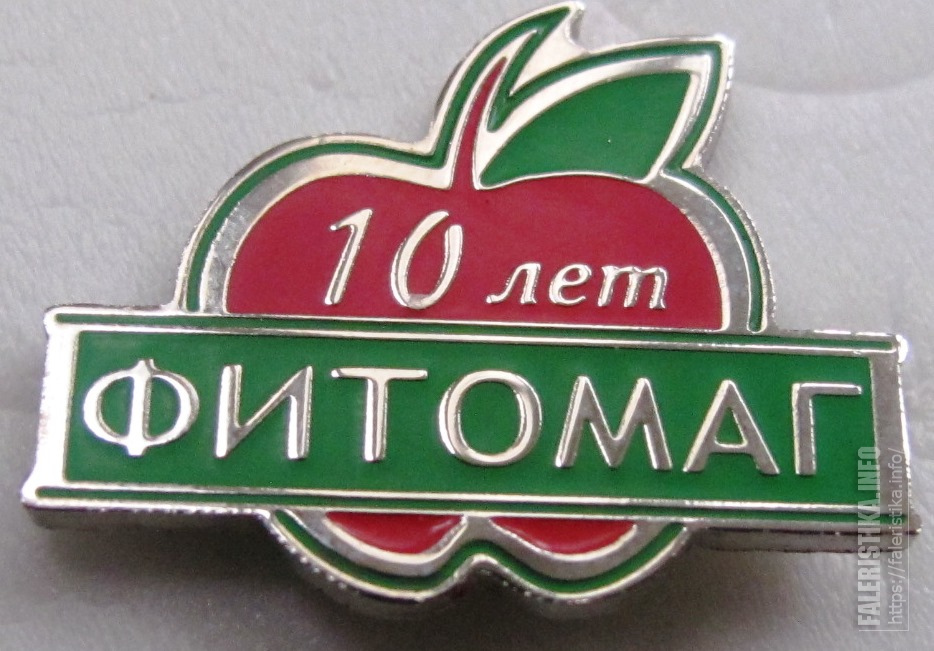 10 лет
ФИТОМАГ
FALERISTIKA.INFO
https://faleristika.info/